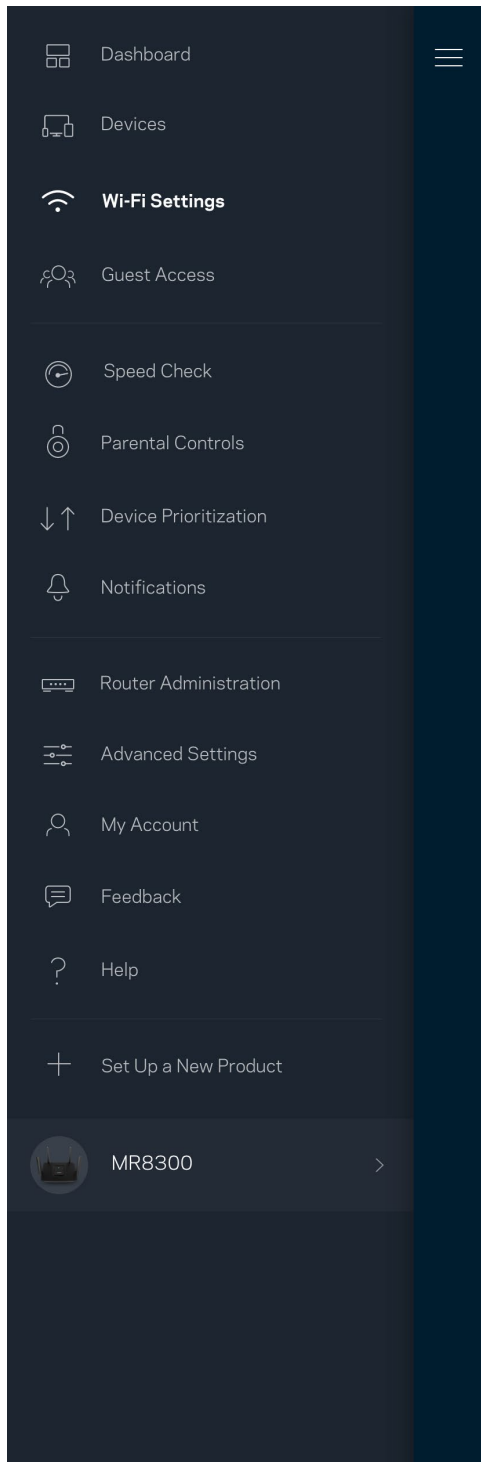 Dashboard
Devices
Wi-Fi Settings
Guest Access
Speed Check
Parental Controls
Device Prioritization
Notifications
Router Administration
Advanced Settings
My Account
Feedback
Help
Set Up a New Product
MR8300